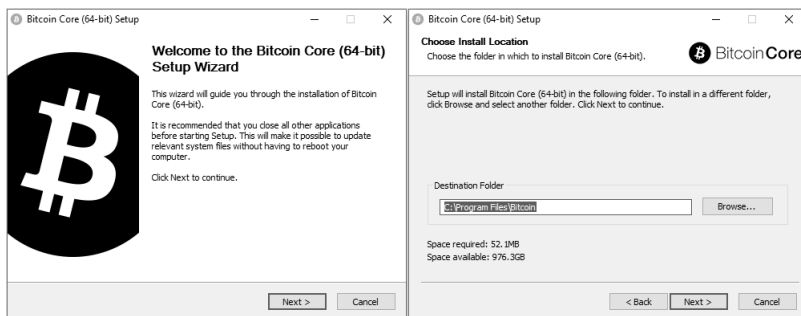 Bitcoin Core (64-bit) Setup
Welcome to the Bitcoin Core (64-bit)
Setup Wizard
This wizard will guide you through the installation of Bitcoin
Core (64-bit).
It is recommended that you close all other applications
before starting Setup. This will make it possible to update
relevant system files without having to reboot your
computer.
Click Next to continue.
Next >
Cancel
Bitcoin Core (64-bit) Setup
Choose Install Location
Choose the folder in which to install Bitcoin Core (64-bit).
Bitcoin Core
Setup will install Bitcoin Core (64-bit) in the following folder. To install in a different folder,
click Browse and select another folder. Click Next to continue.
Destination Folder
C:\Program Files\Bitcoin
Browse...
Space required: 52.1MB
Space available: 976.3GB
< Back
Next >
Cancel